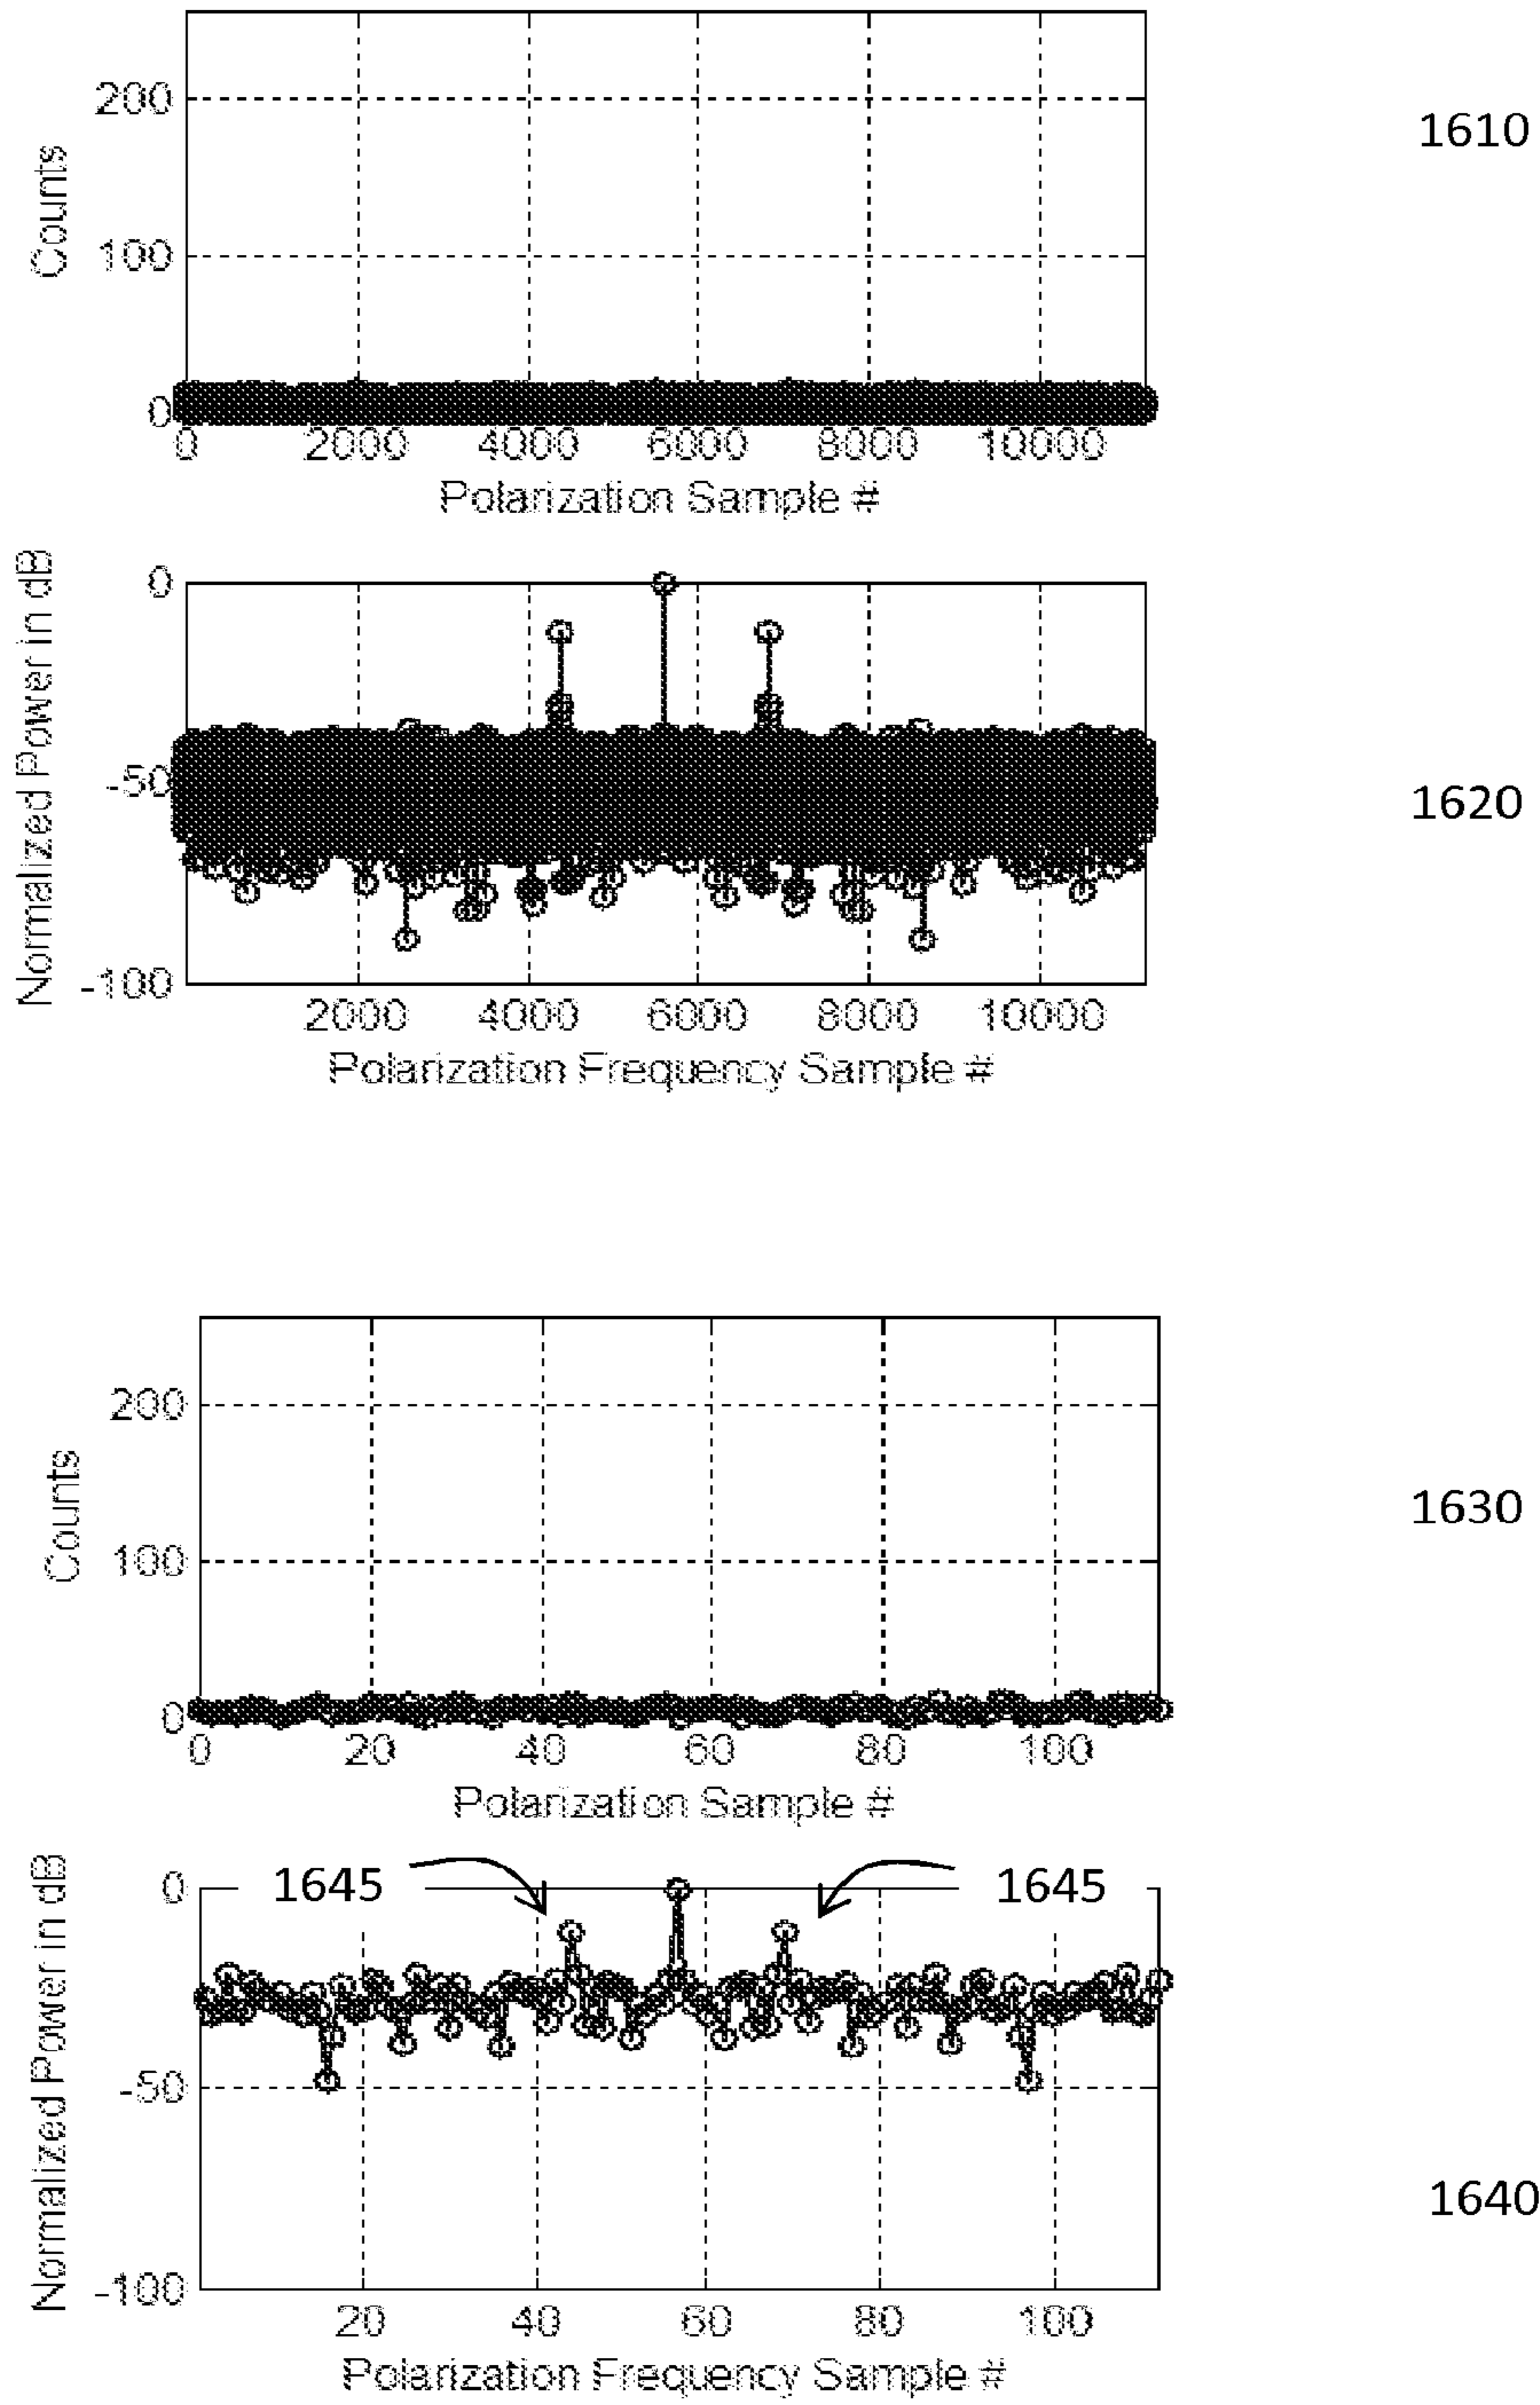 200
1610
Counts
100
0
0 2000 4000 6000 8000 10000
Polarization Sample #
Normalized Power in dB
0
-50
1620
-100
2000 4000 6000 8000 10000
Polarization Frequency Sample #
200
Counts
1630
100
0
0 20 40 60 80 100
Polarization Sample #
Normalized Power in dB
0
1645 1645
-50
1640
-100
20 40 60 80 100
Polarization Frequency Sample #